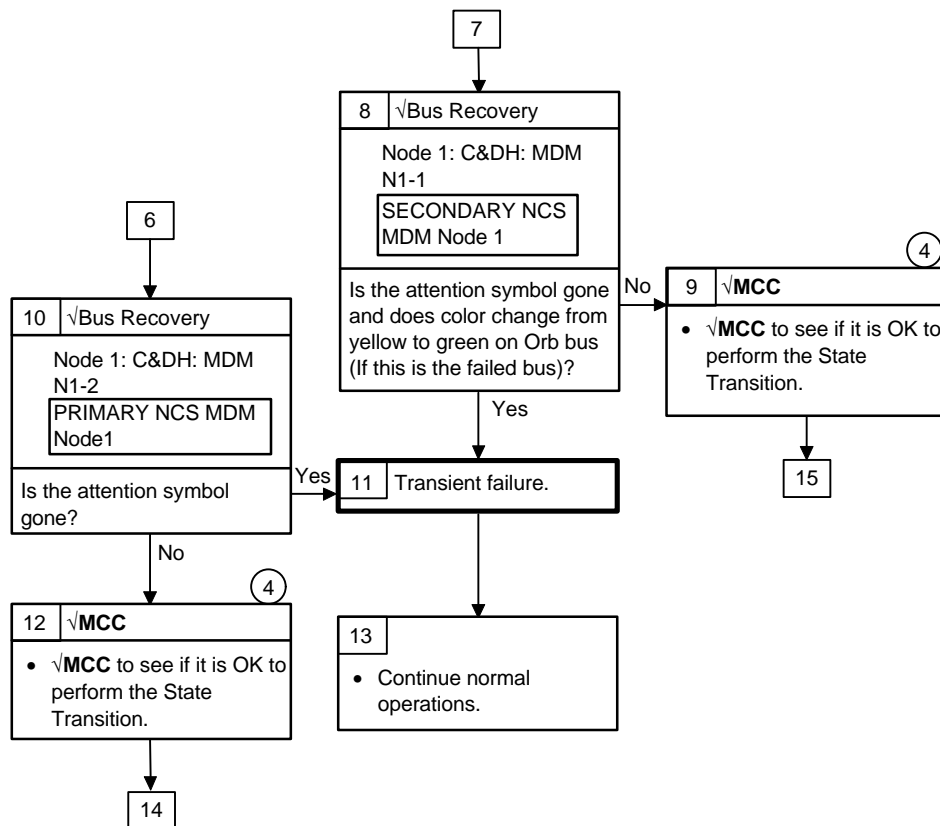 7
8 √Bus Recovery
Node 1: C&DH: MDM
N1-1
SECONDARY NCS
MDM Node 1
Is the attention symbol gone
and does color change from
yellow to green on Orb bus
(If this is the failed bus)?
No
Yes
4
9 √MCC
• √MCC to see if it is OK to
perform the State
Transition.
15
6
10 √Bus Recovery
Node 1: C&DH: MDM
N1-2
PRIMARY NCS MDM
Node1
Is the attention symbol
gone?
Yes
No
11 Transient failure.
4
12 √MCC
• √MCC to see if it is OK to
perform the State
Transition.
14
13
• Continue normal
operations.